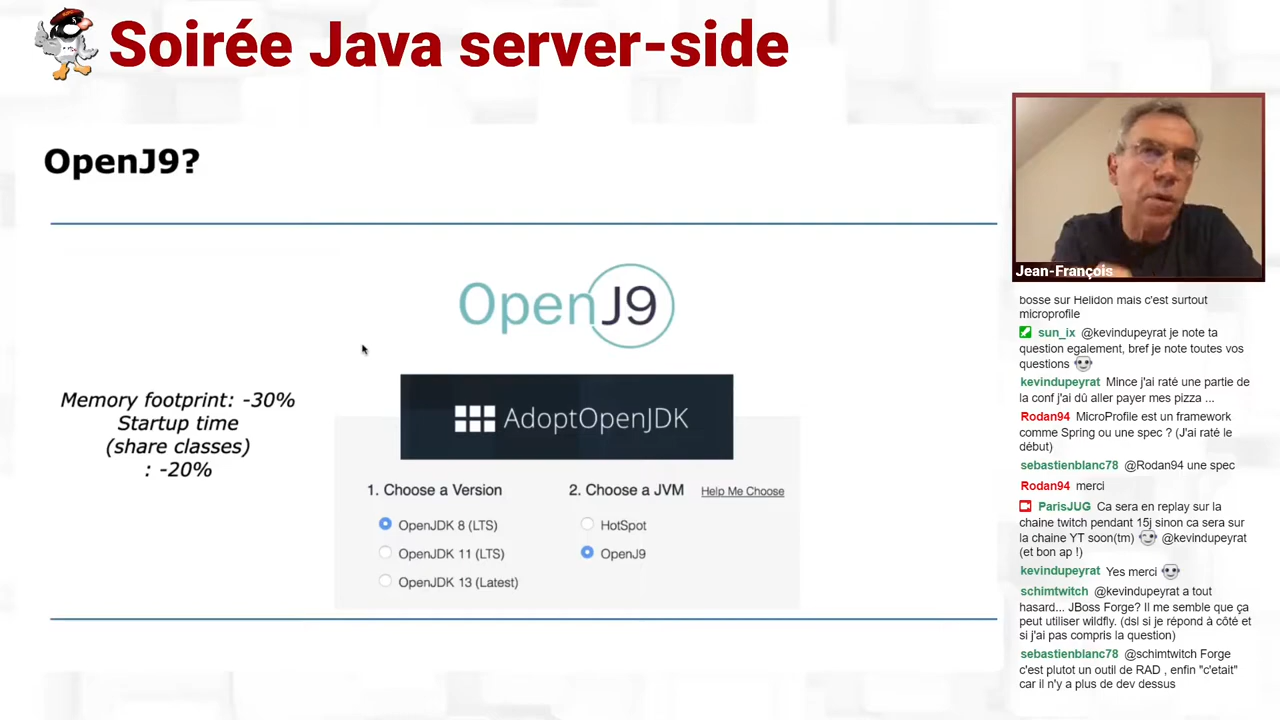 Soirée Java server-side
OpenJ9?
OpenJ9
Memory footprint: -30%
Startup time
(share classes)
: -20%
AdoptOpenJDK
1. Choose a Version
2. Choose a JVM
Help Me Choose
OpenJDK 8 (LTS)
OpenJDK 11 (LTS)
OpenJDK 13 (Latest)
HotSpot
OpenJ9
Jean-François
bosse sur Helidon mais c'est surtout
microprofile
sun_ix @kevindupeyrat je note ta
question egalement, bref je note toutes vos
questions
kevindupeyrat Mince j'ai raté une partie de
la conf j'ai dû aller payer mes pizza ...
Rodan94 MicroProfile est un framework
comme Spring ou une spec ? (J'ai raté le
début)
sebastienblanc78 @Rodan94 une spec
Rodan94 merci
ParisJUG Ca sera en replay sur la
chaine twitch pendant 15j sinon ca sera sur
la chaine YT soon(tm) @kevindupeyrat
(et bon ap !)
kevindupeyrat Yes merci
schimtwitch @kevindupeyrat a tout
hasard... JBoss Forge? Il me semble que ça
peut utiliser wildfly. (dsl si je répond à côté et
si j'ai pas compris la question)
sebastienblanc78 @schimtwitch Forge
c'est plutot un outil de RAD , enfin "c'etait"
car il n'y a plus de dev dessus